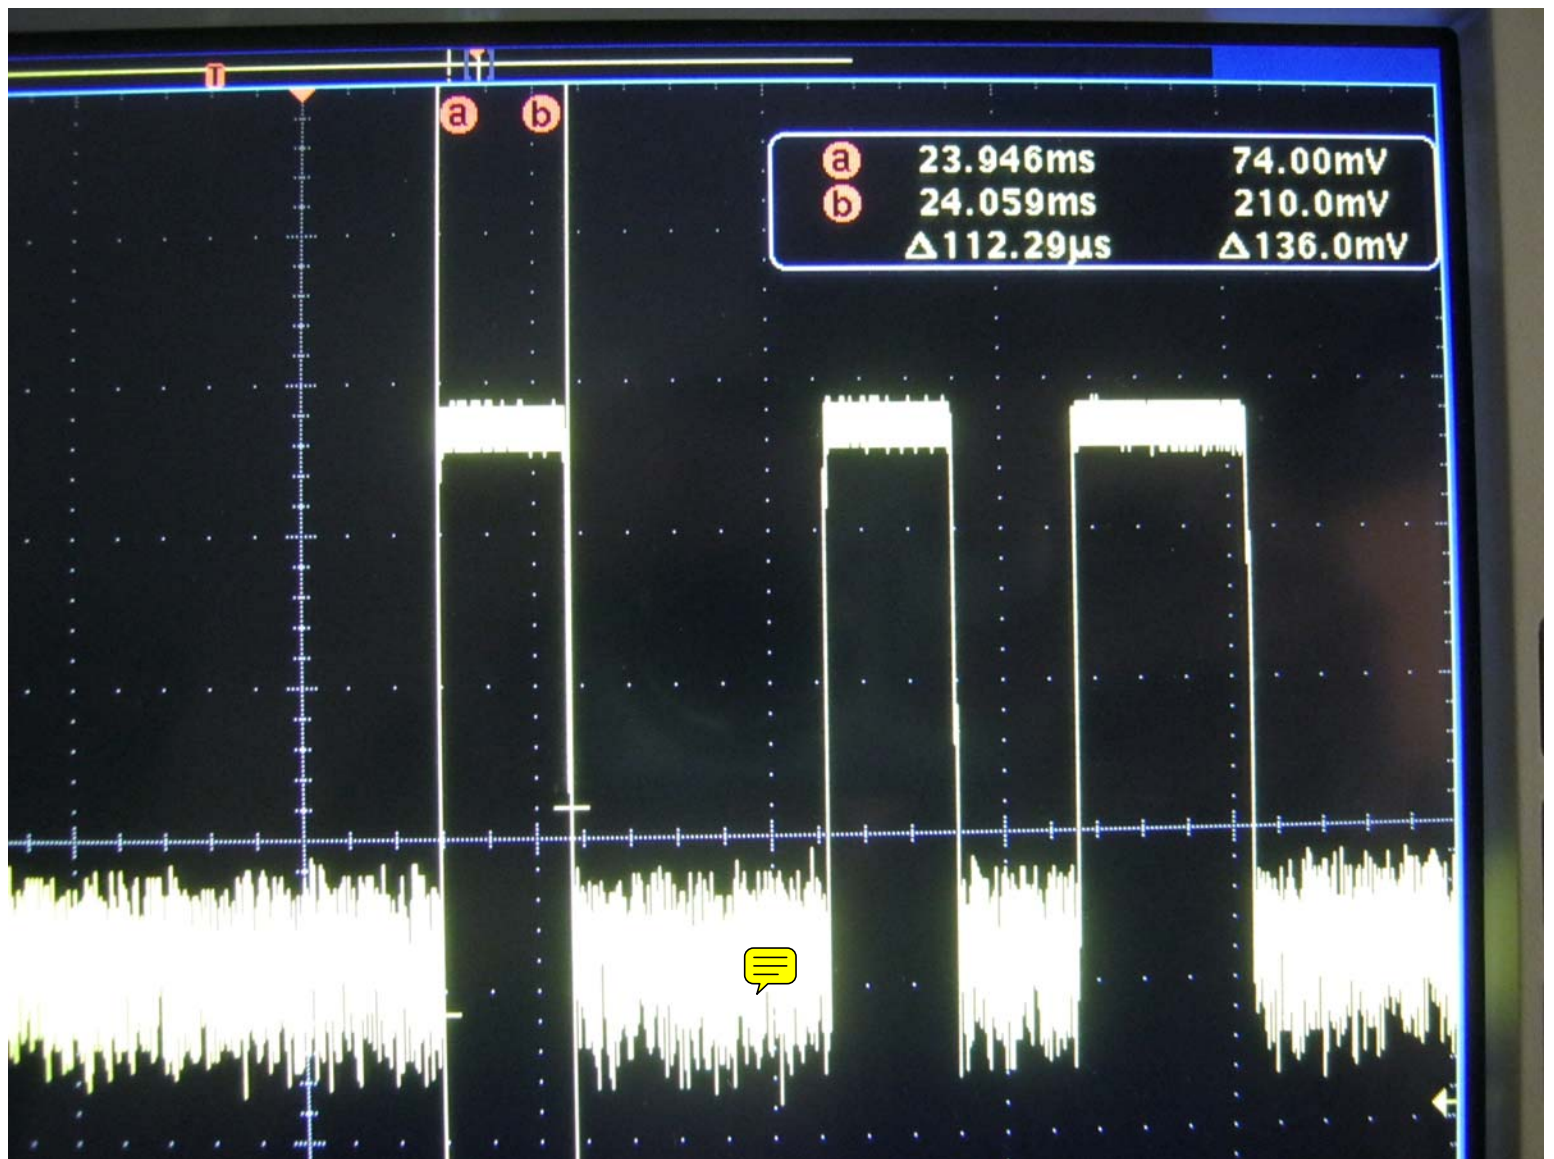 T
a b
a 23.946ms 74.00mV
b 24.059ms 210.0mV
Δ112.29µs Δ136.0mV